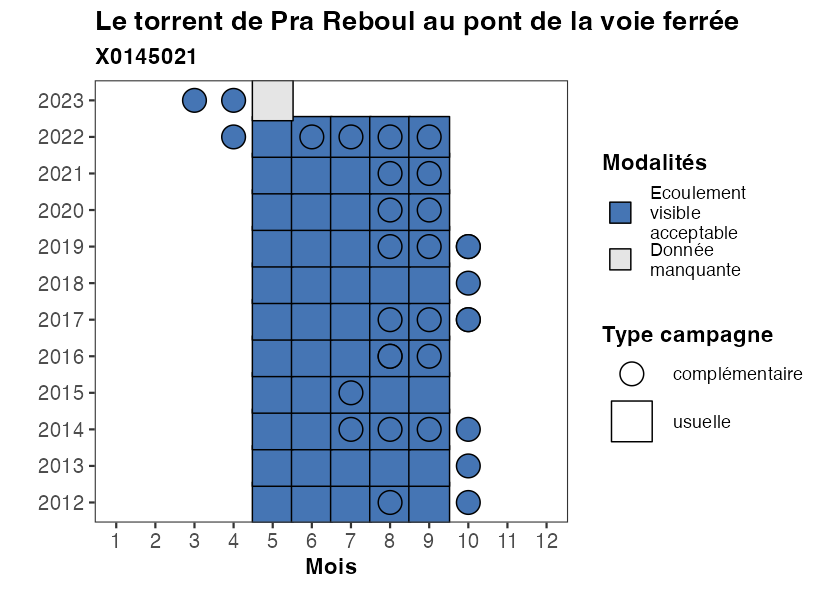 Le torrent de Pra Reboul au pont de la voie ferrée
X0145021
2023
2022
2021
2020
2019
2018
2017
2016
2015
2014
2013
2012
1 2 3 4 5 6 7 8 9 10 11 12
Mois
Modalités
Ecoulement
visible
acceptable
Donnée
manquante
Type campagne
complémentaire
usuelle